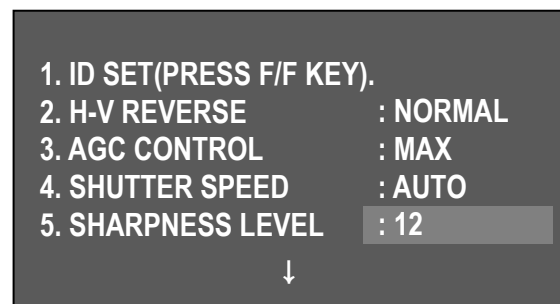 1. ID SET(PRESS F/F KEY).
2. H-V REVERSE : NORMAL
3. AGC CONTROL : MAX
4. SHUTTER SPEED : AUTO
5. SHARPNESS LEVEL : 12
↓